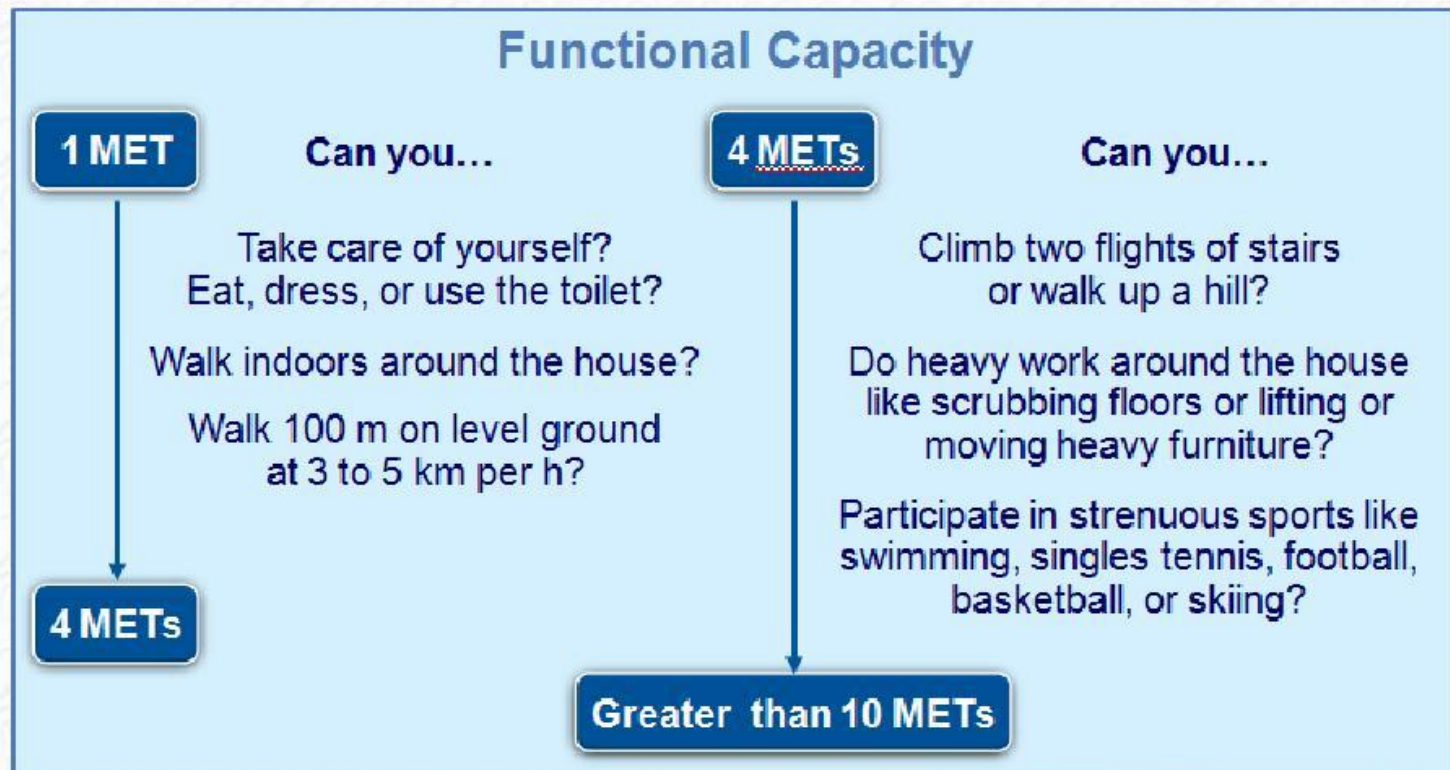 Functional Capacity
1 MET
Can you...
Take care of yourself?
Eat, dress, or use the toilet?
Walk indoors around the house?
Walk 100 m on level ground
at 3 to 5 km per h?
4 METs
4 METs
Can you...
Climb two flights of stairs
or walk up a hill?
Do heavy work around the house
like scrubbing floors or lifting or
moving heavy furniture?
Participate in strenuous sports like
swimming, singles tennis, football,
basketball, or skiing?
Greater than 10 METs